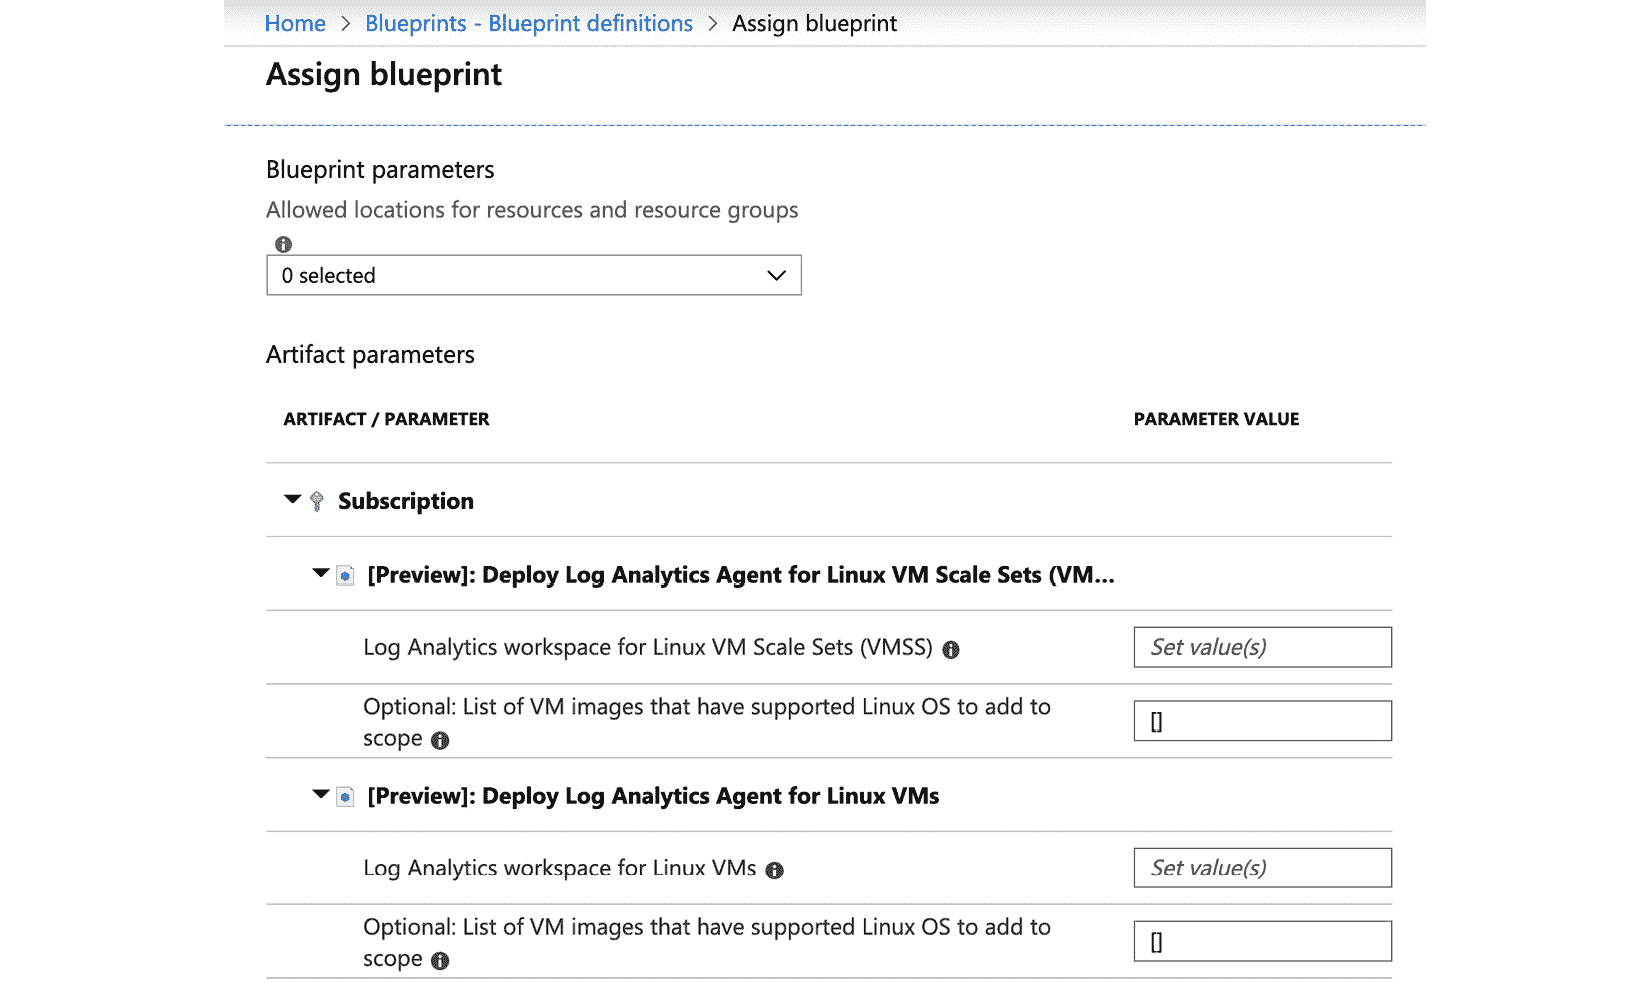 Home > Blueprints - Blueprint definitions > Assign blueprint
Assign blueprint
Blueprint parameters
Allowed locations for resources and resource groups
0 selected
Artifact parameters
ARTIFACT / PARAMETER PARAMETER VALUE
Subscription
[Preview]: Deploy Log Analytics Agent for Linux VM Scale Sets (VM...
Log Analytics workspace for Linux VM Scale Sets (VMSS) Set value(s)
Optional: List of VM images that have supported Linux OS to add to
scope []
[Preview]: Deploy Log Analytics Agent for Linux VMs
Log Analytics workspace for Linux VMs Set value(s)
Optional: List of VM images that have supported Linux OS to add to
scope []